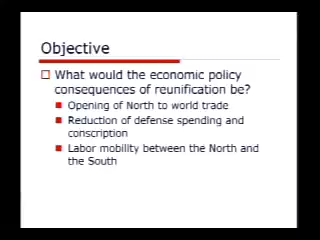 Objective
What would the economic policy
consequences of reunification be?
Opening of North to world trade
Reduction of defense spending and
conscription
Labor mobility between the North and
the South